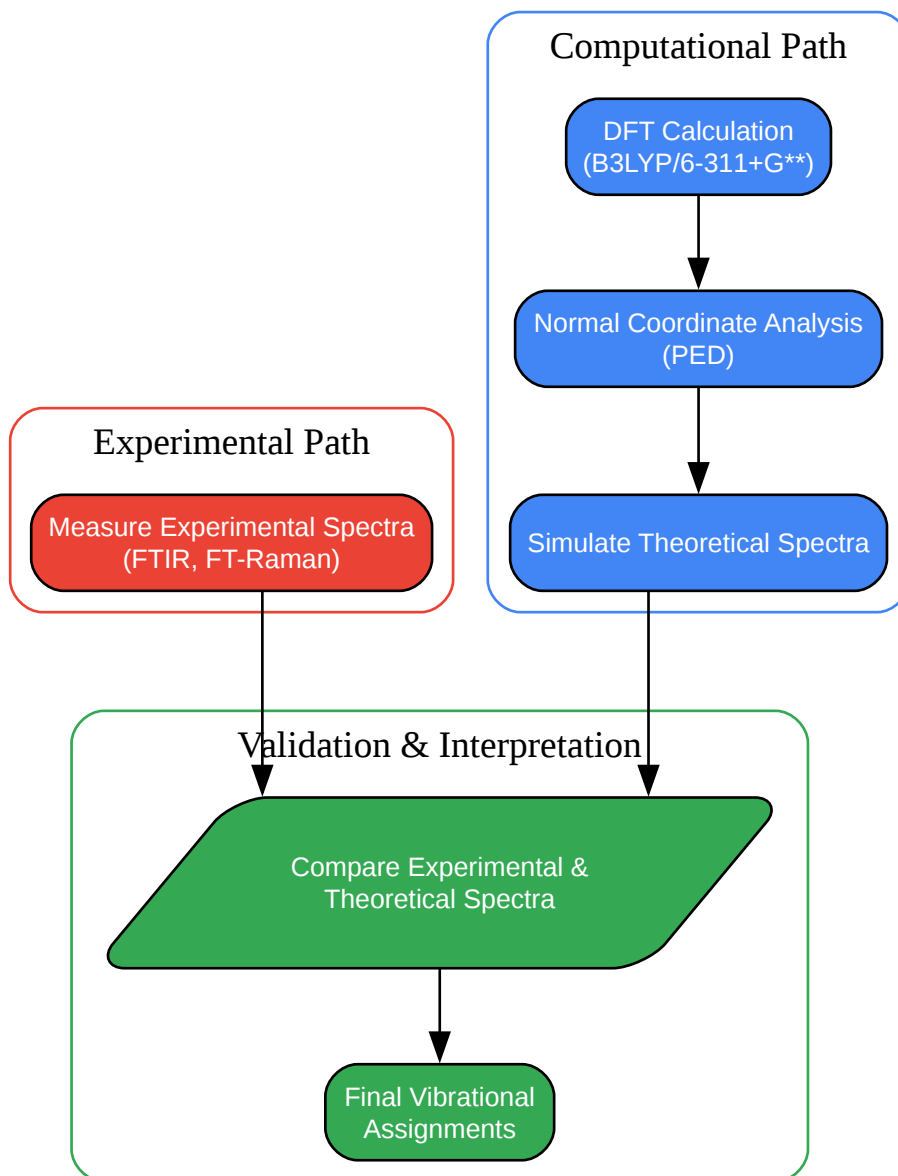 Computational Path
DFT Calculation
(B3LYP/6-311+G**)
Normal Coordinate Analysis
(PED)
Simulate Theoretical Spectra
Experimental Path
Measure Experimental Spectra
(FTIR, FT-Raman)
Validation & Interpretation
Compare Experimental &
Theoretical Spectra
Final Vibrational
Assignments